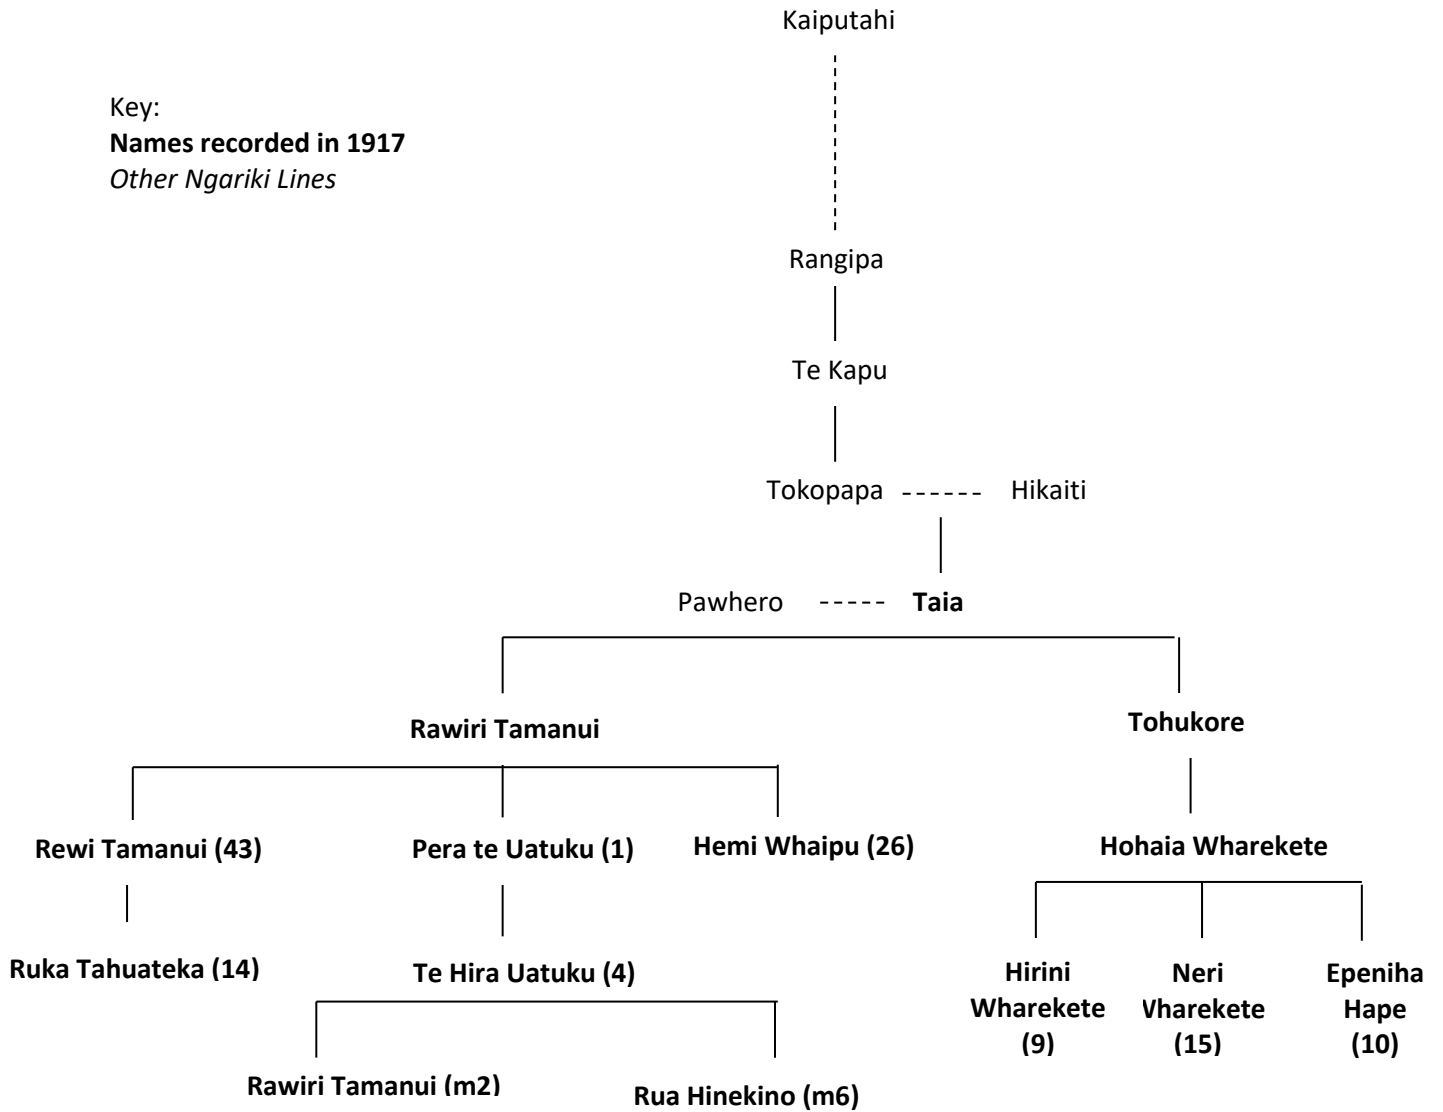 Kaiputahi
Key:
Names recorded in 1917
Other Ngariki Lines
Rangipa
Te Kapu
Tokopapa ------ Hikaiti
Pawhero ----- Taia
Rawiri Tamanui
Tohukore
Rewi Tamanui (43)
Pera te Uatuku (1)
Hemi Whaipu (26)
Hohaia Wharekete
Ruka Tahuateka (14)
Te Hira Uatuku (4)
Hirini
Wharekete
(9)
Neri
Wharekete
(15)
Epeniha
Hape
(10)
Rawiri Tamanui (m2)
Rua Hinekino (m6)